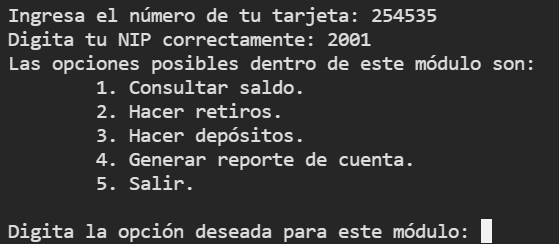 Ingresa el número de tu tarjeta: 254535
Digita tu NIP correctamente: 2001
Las opciones posibles dentro de este módulo son:
1. Consultar saldo.
2. Hacer retiros.
3. Hacer depósitos.
4. Generar reporte de cuenta.
5. Salir.
Digita la opción deseada para este módulo: